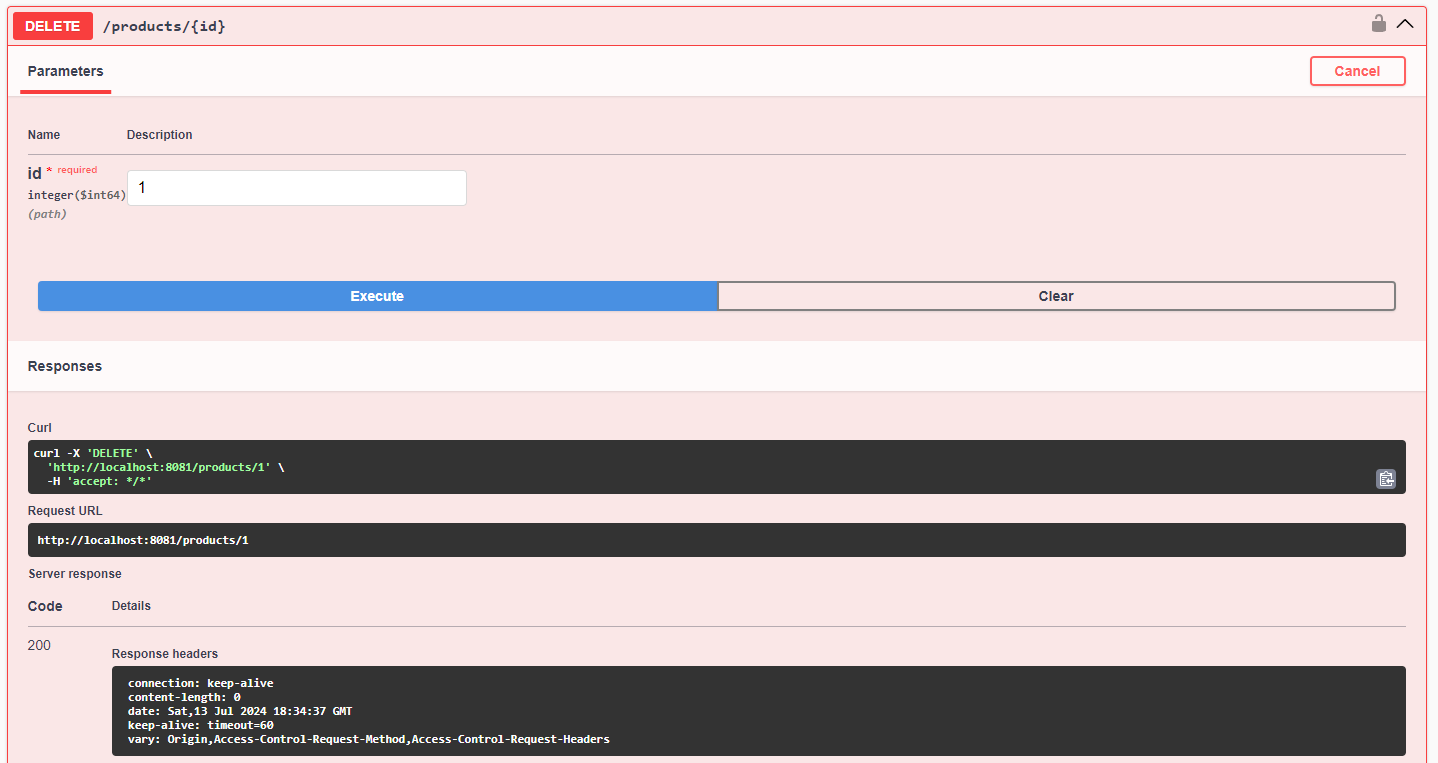 DELETE /products/{id}
Parameters
Cancel
Name Description
id * required
integer($int64)
(path)
1
Execute Clear
Responses
Curl
curl -X 'DELETE' \
  'http://localhost:8081/products/1' \
  -H 'accept: */*'
Request URL
http://localhost:8081/products/1
Server response
Code Details
200
Response headers
connection: keep-alive
content-length: 0
date: Sat,13 Jul 2024 18:34:37 GMT
keep-alive: timeout=60
vary: Origin,Access-Control-Request-Method,Access-Control-Request-Headers